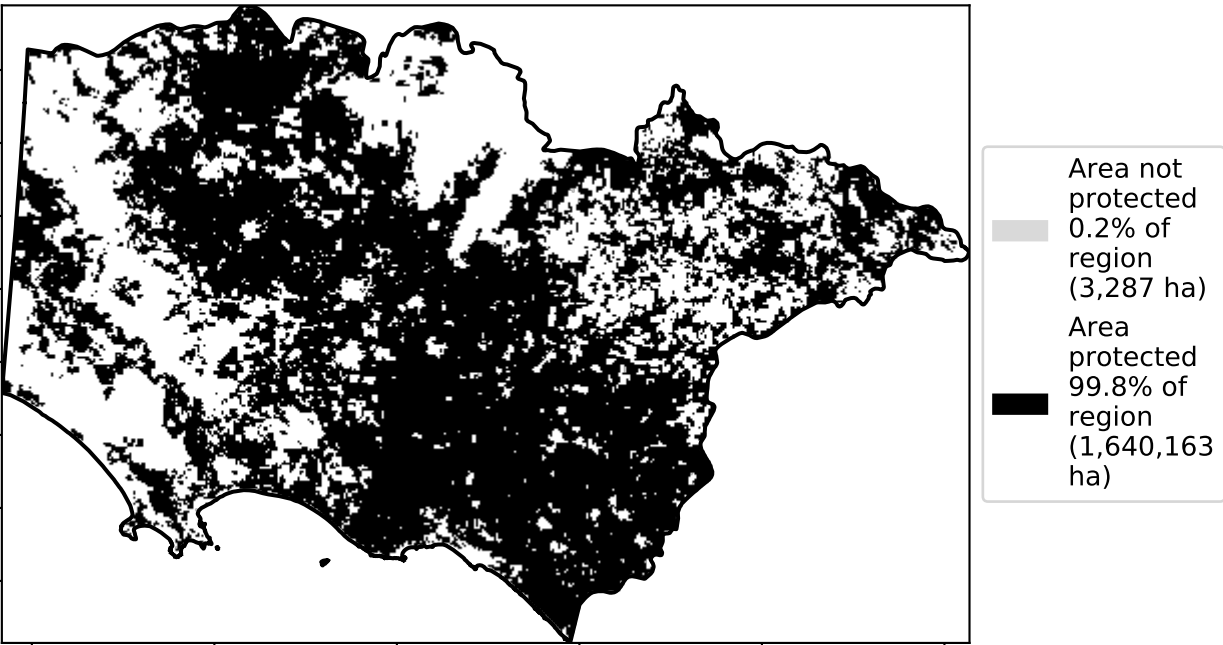 Area not
protected
0.2% of
region
(3,287 ha)
Area
protected
99.8% of
region
(1,640,163
ha)